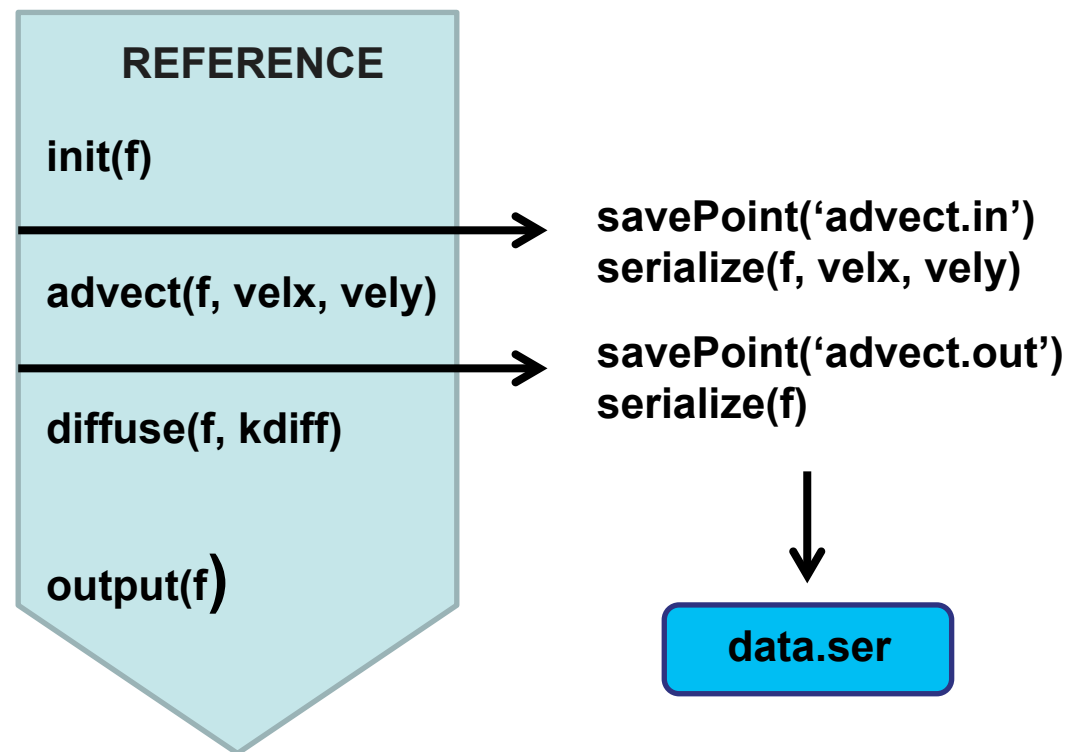 REFERENCE
init(f)
savePoint(‘advect.in’)
serialize(f, velx, vely)
advect(f, velx, vely)
savePoint(‘advect.out’)
serialize(f)
diffuse(f, kdiff)
output(f)
data.ser